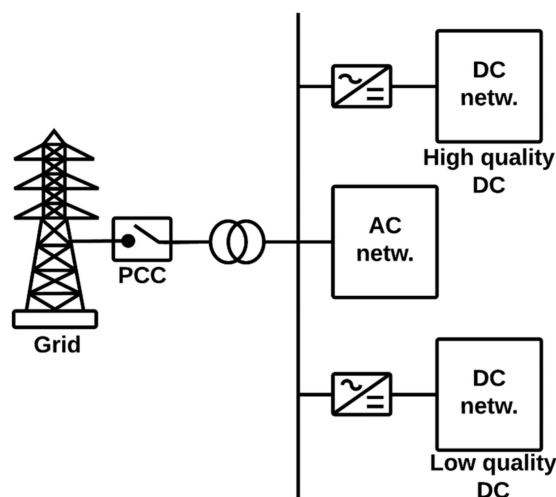 DC
netw.
High quality
DC
AC
netw.
PCC
Grid
DC
netw.
Low quality
DC